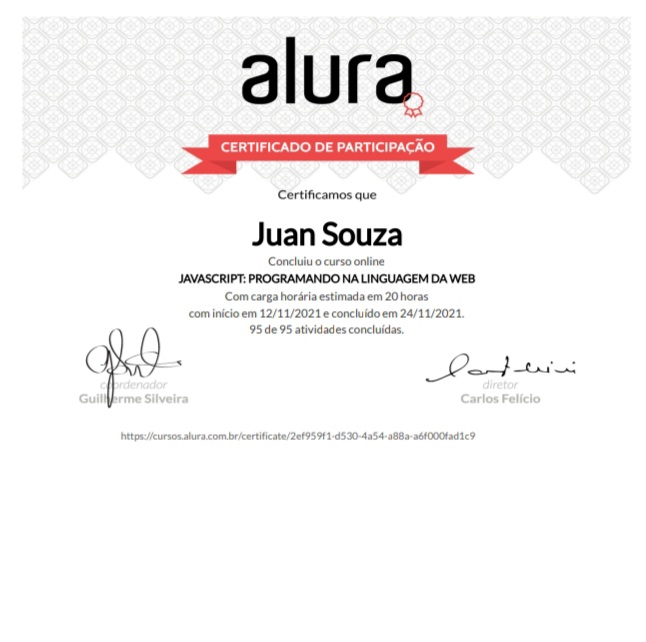 alura
CERTIFICADO DE PARTICIPAÇÃO
Certificamos que
Juan Souza
Concluiu o curso online
JAVASCRIPT: PROGRAMANDO NA LINGUAGEM DA WEB
Com carga horária estimada em 20 horas
com início em 12/11/2021 e concluído em 24/11/2021.
95 de 95 atividades concluídas.
coordenador
Guilherme Silveira
diretor
Carlos Felício
https://cursos.alura.com.br/certificate/2ef959f1-d530-4a54-a88a-a6f000fad1c9